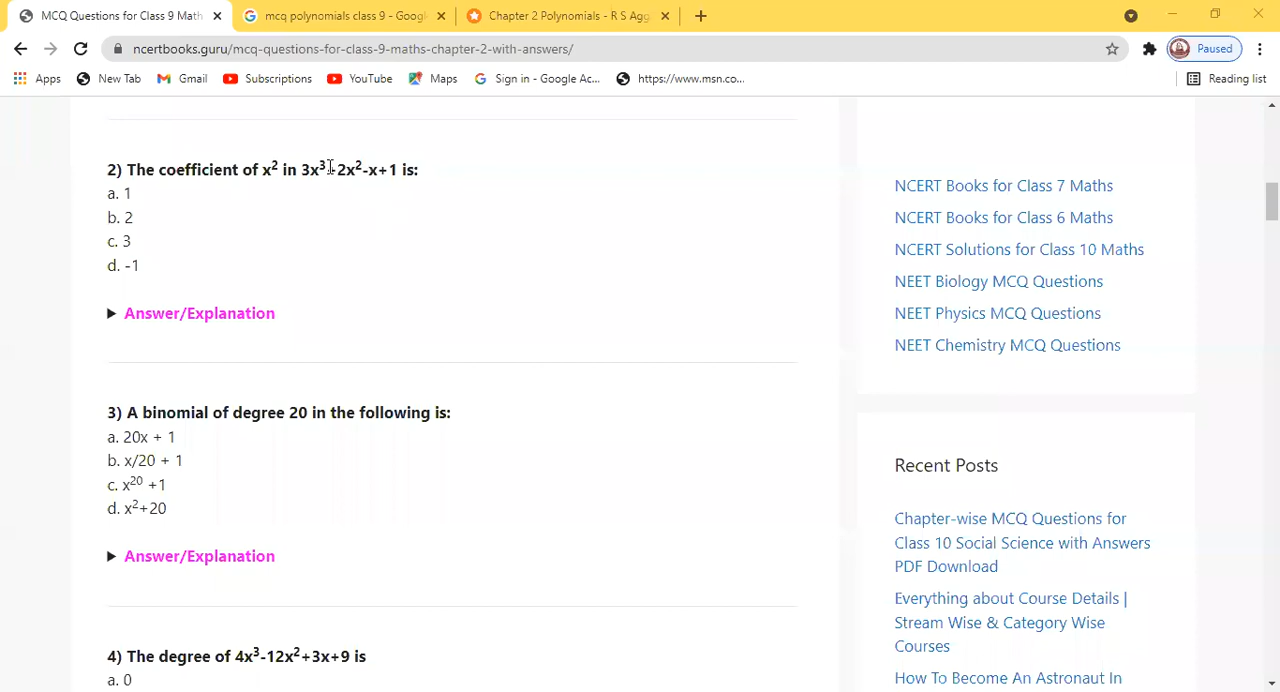 MCQ Questions for Class 9 Math
mcq polynomials class 9 - Googl
Chapter 2 Polynomials - R S Agg
ncertbooks.guru/mcq-questions-for-class-9-maths-chapter-2-with-answers/
Paused
Apps
New Tab
Gmail
Subscriptions
YouTube
Maps
Sign in - Google Ac...
https://www.msn.co...
Reading list
2) The coefficient of x² in 3x³+2x²-x+1 is:
a. 1
b. 2
c. 3
d. -1
Answer/Explanation
3) A binomial of degree 20 in the following is:
a. 20x + 1
b. x/20 + 1
c. x²⁰ +1
d. x²+20
Answer/Explanation
4) The degree of 4x³-12x²+3x+9 is
a. 0
NCERT Books for Class 7 Maths
NCERT Books for Class 6 Maths
NCERT Solutions for Class 10 Maths
NEET Biology MCQ Questions
NEET Physics MCQ Questions
NEET Chemistry MCQ Questions
Recent Posts
Chapter-wise MCQ Questions for
Class 10 Social Science with Answers
PDF Download
Everything about Course Details |
Stream Wise & Category Wise
Courses
How To Become An Astronaut In